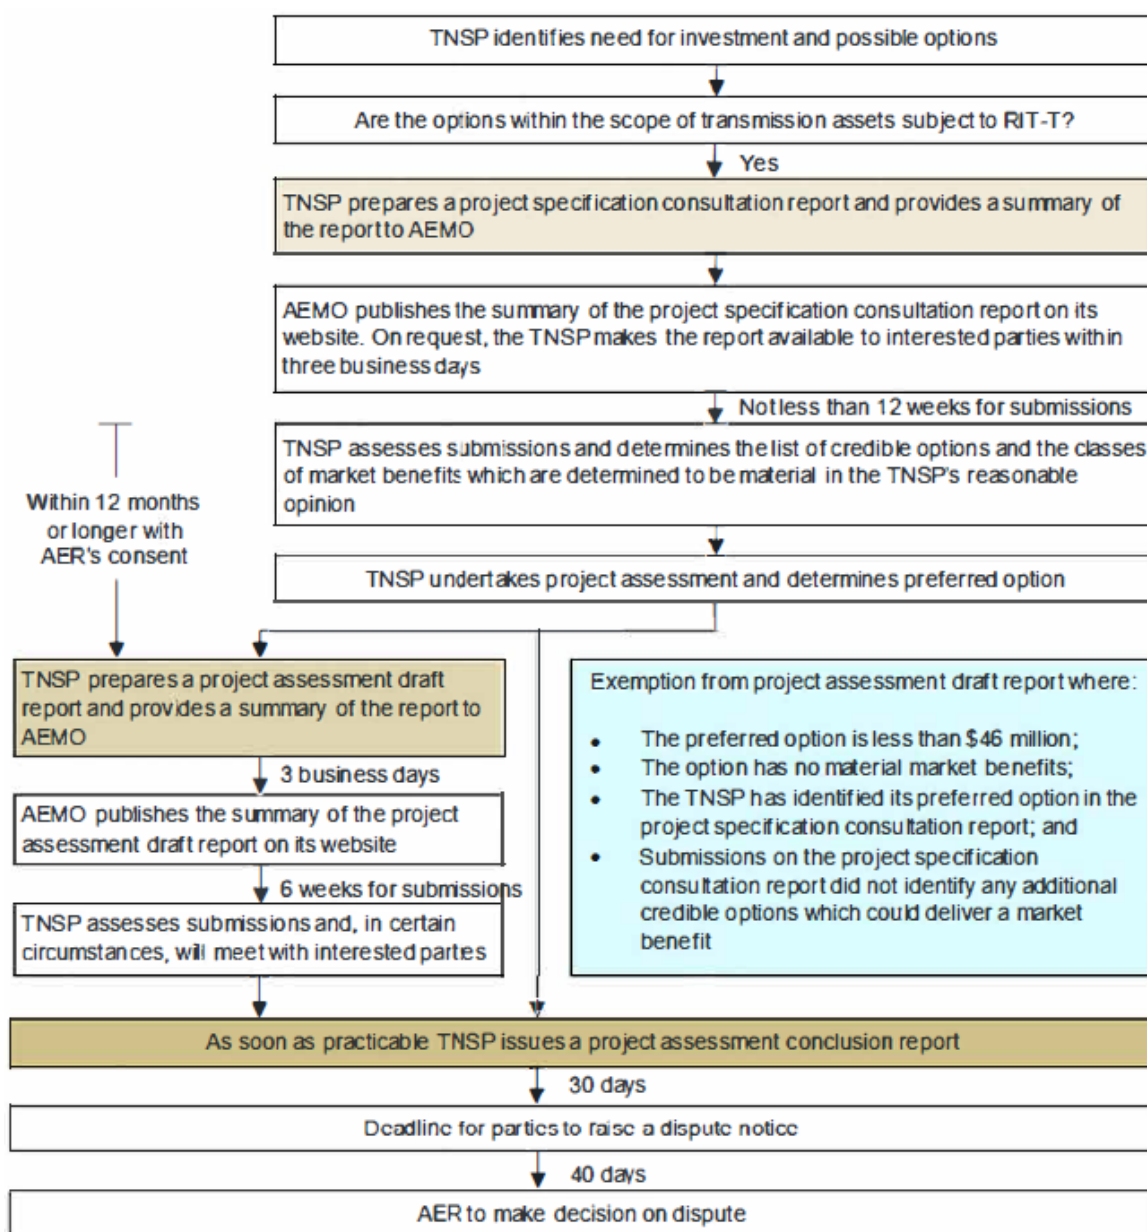 TNSP identifies need for investment and possible options
Are the options within the scope of transmission assets subject to RIT-T?
Yes
TNSP prepares a project specification consultation report and provides a summary of
the report to AEMO
AEMO publishes the summary of the project specification consultation report on its
website. On request, the TNSP makes the report available to interested parties within
three business days
Not less than 12 weeks for submissions
TNSP assesses submissions and determines the list of credible options and the classes
of market benefits which are determined to be material in the TNSP's reasonable
opinion
Within 12 months
or longer with
AER's consent
TNSP undertakes project assessment and determines preferred option
TNSP prepares a project assessment draft
report and provides a summary of the report to
AEMO
3 business days
AEMO publishes the summary of the project
assessment draft report on its website
6 weeks for submissions
TNSP assesses submissions and, in certain
circumstances, will meet with interested parties
Exemption from project assessment draft report where:
• The preferred option is less than $46 million;
• The option has no material market benefits;
• The TNSP has identified its preferred option in the
project specification consultation report; and
• Submissions on the project specification
consultation report did not identify any additional
credible options which could deliver a market
benefit
As soon as practicable TNSP issues a project assessment conclusion report
30 days
Deadline for parties to raise a dispute notice
40 days
AER to make decision on dispute